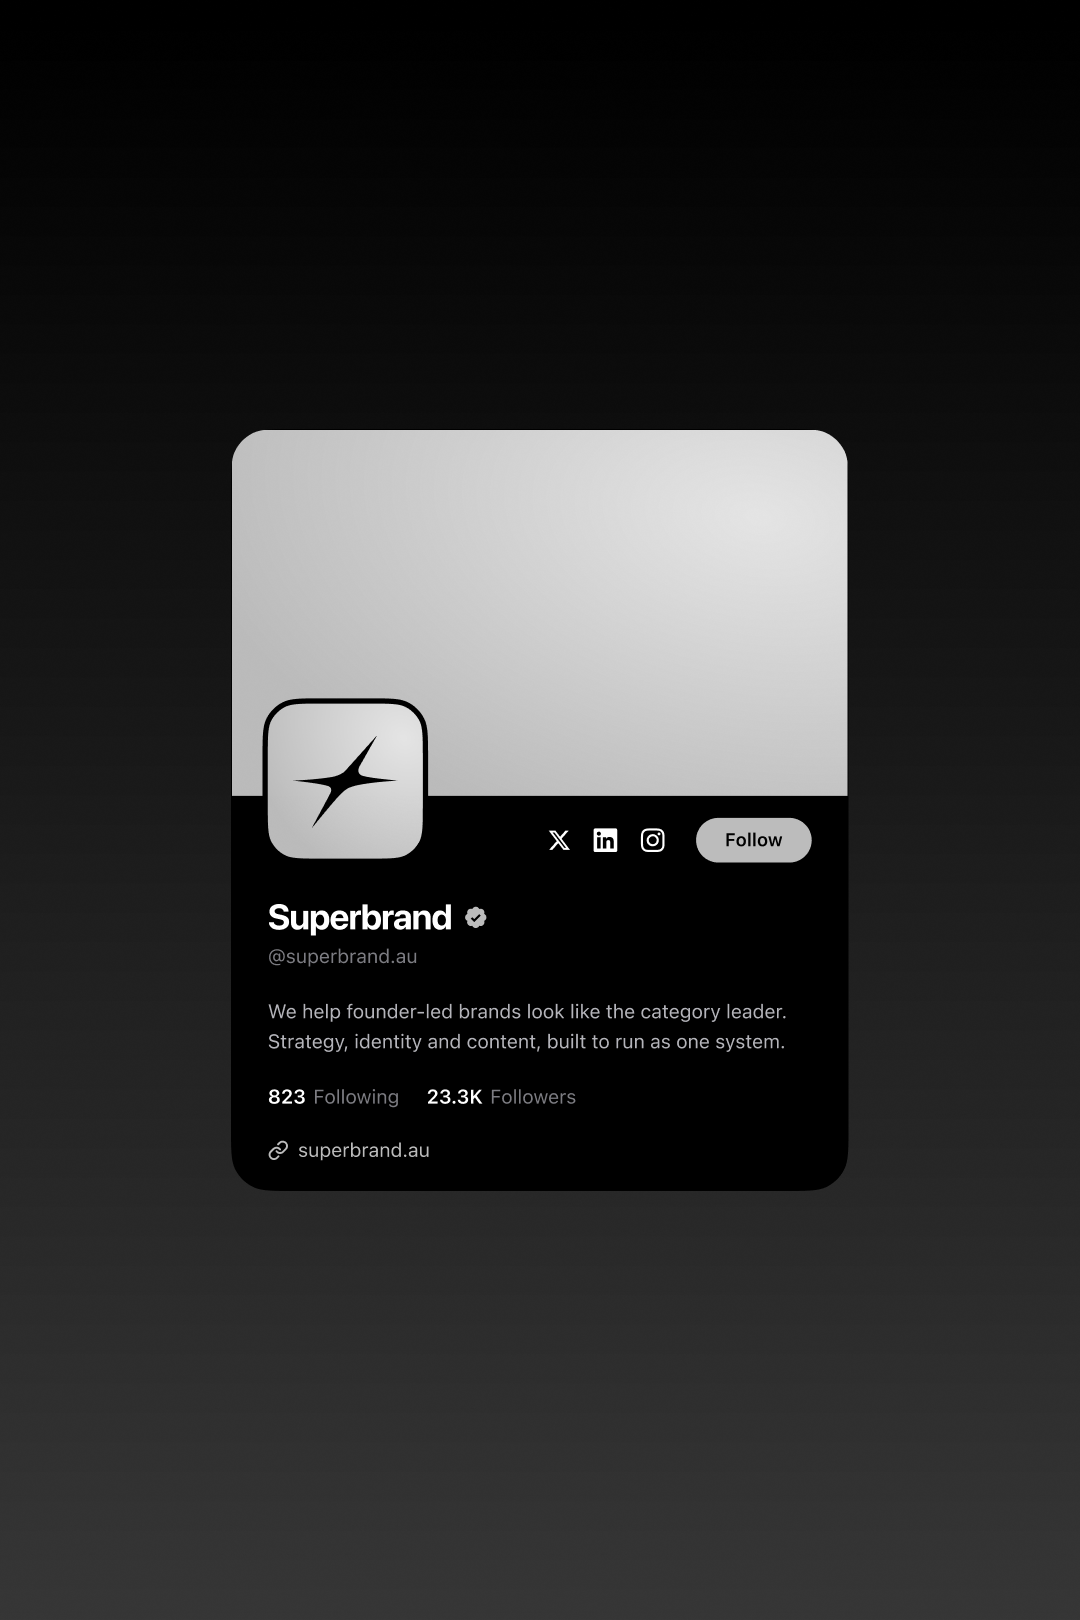 Follow
Superbrand
@superbrand.au
We help founder-led brands look like the category leader.
Strategy, identity and content, built to run as one system.
823 Following 23.3K Followers
superbrand.au